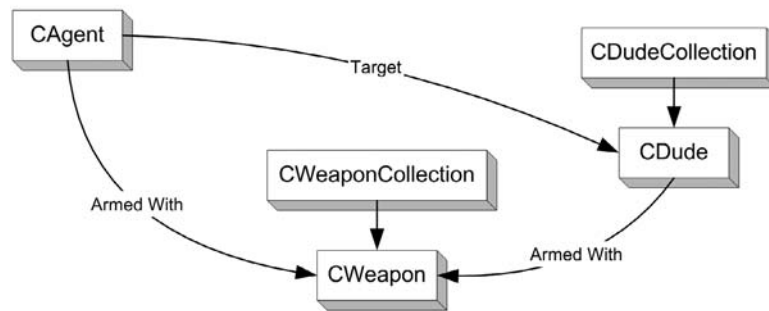 CAgent
CDudeCollection
Target
CDude
CWeaponCollection
Armed With
Armed With
CWeapon